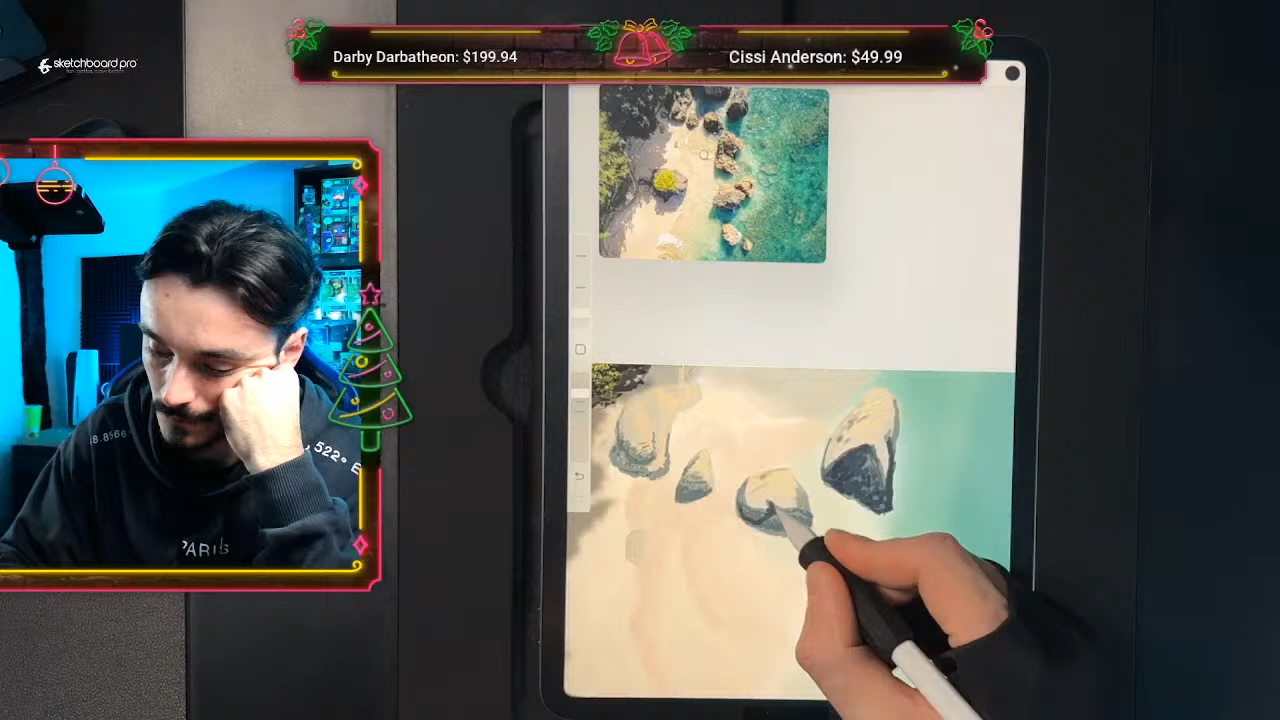 Darby Darbatheon: $199.94
Cissi Anderson: $49.99
sketchboard pro
PARIS